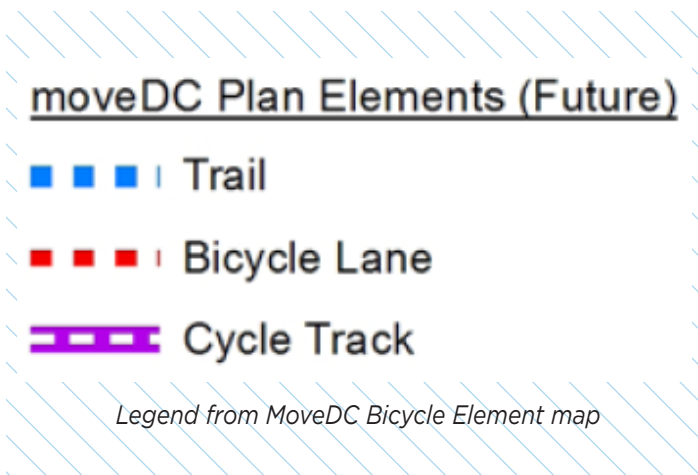 moveDC Plan Elements (Future)
Trail
Bicycle Lane
Cycle Track
Legend from MoveDC Bicycle Element map